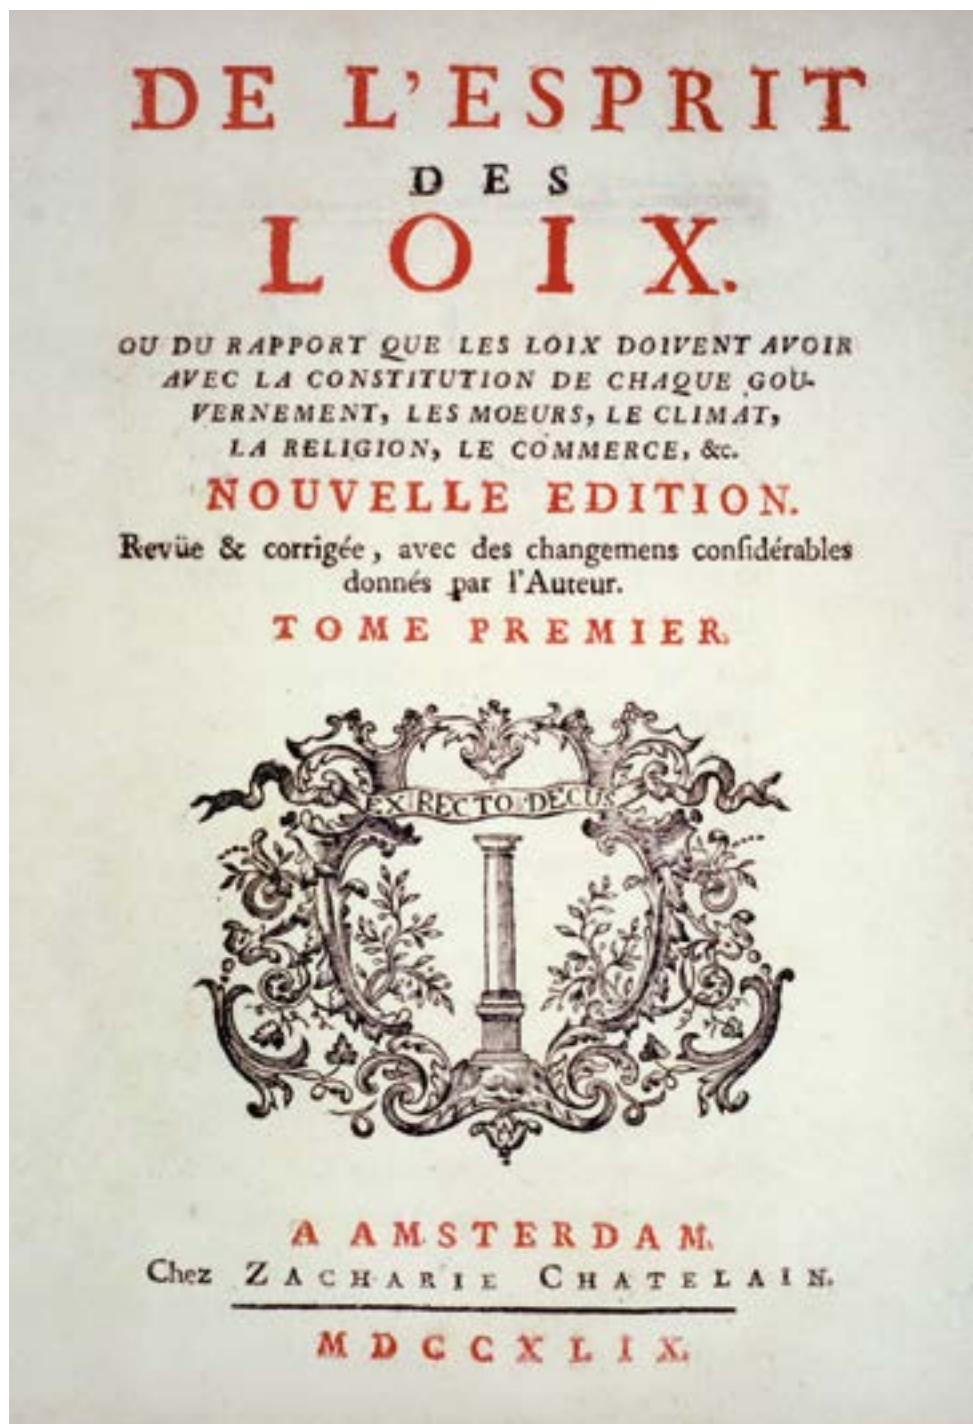 DE L'ESPRIT
DES
LOIX.
OU DU RAPPORT QUE LES LOIX DOIVENT AVOIR
AVEC LA CONSTITUTION DE CHAQUE GOU-
VERNEMENT, LES MOEURS, LE CLIMAT,
LA RELIGION, LE COMMERCE, &c.
NOUVELLE EDITION.
Revüe & corrigée, avec des changemens conſidérables
donnés par l'Auteur.
TOME PREMIER.
EX RECTO DECUS
A AMSTERDAM.
Chez ZACHARIE CHATELAIN.
MDCCXLIX.